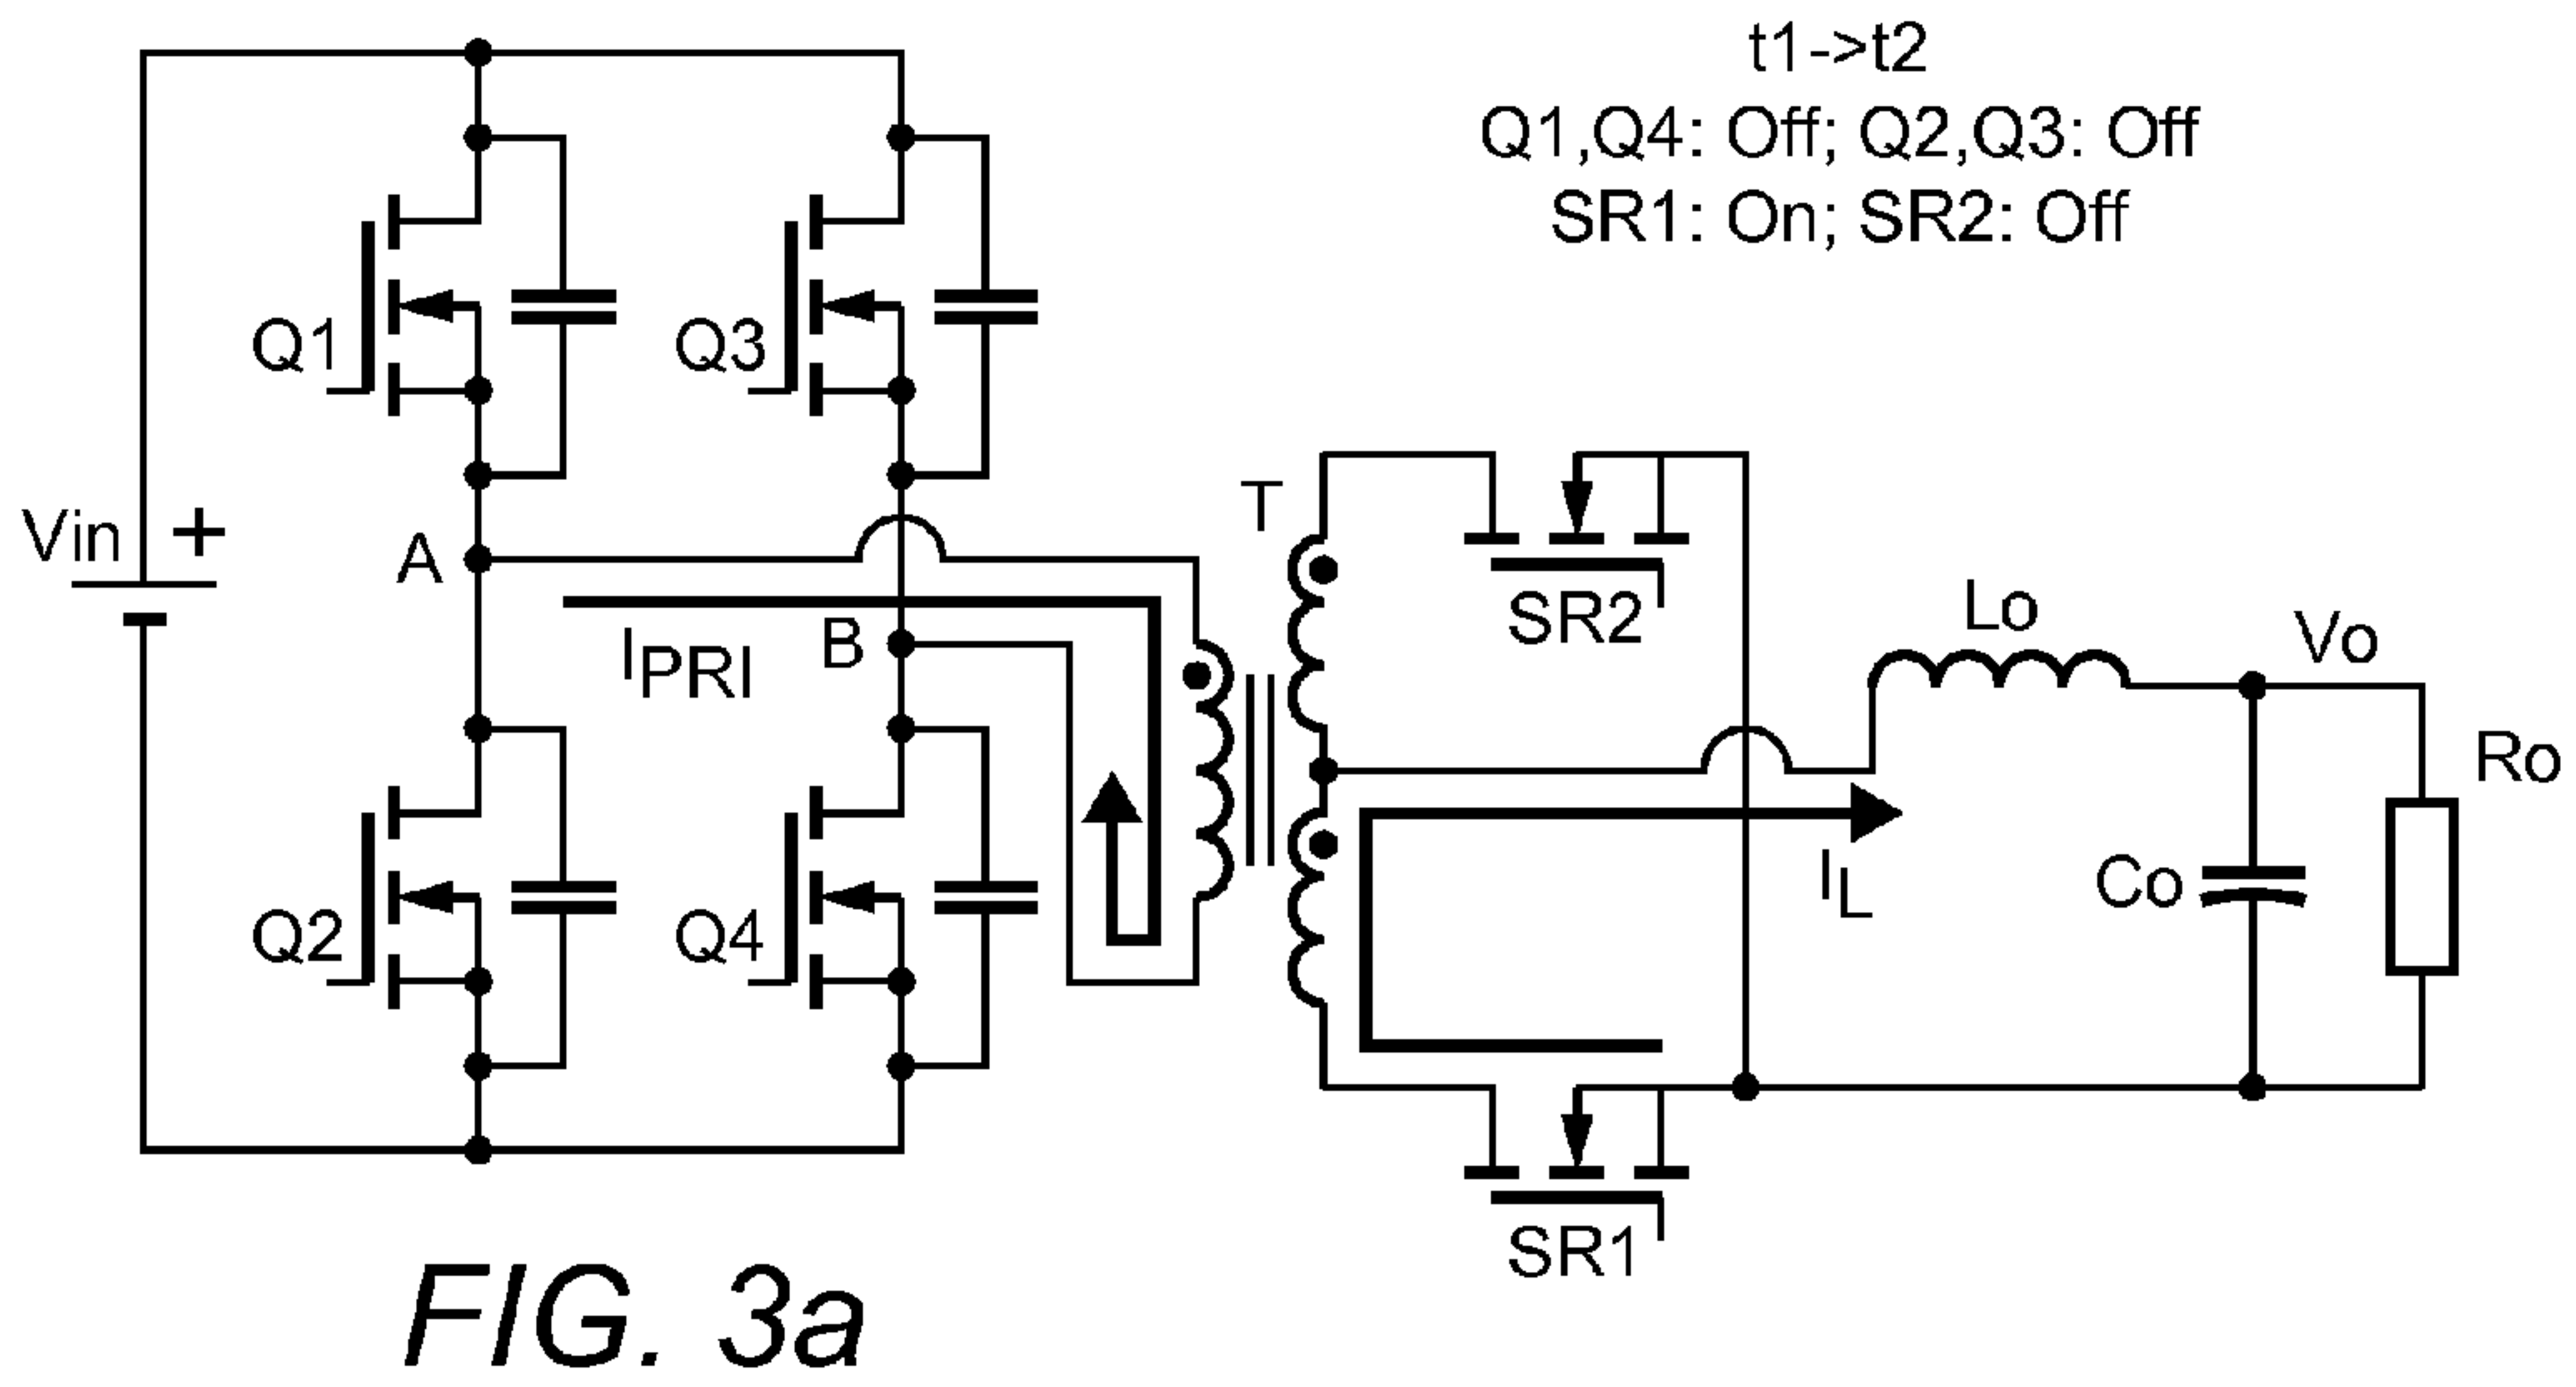 t1->t2
Q1,Q4: Off; Q2,Q3: Off
SR1: On; SR2: Off
Q1
Q3
Vin +
A
T
SR2
Lo
Vo
IPRI
B
Ro
IL
Co
Q2
Q4
SR1
FIG. 3a